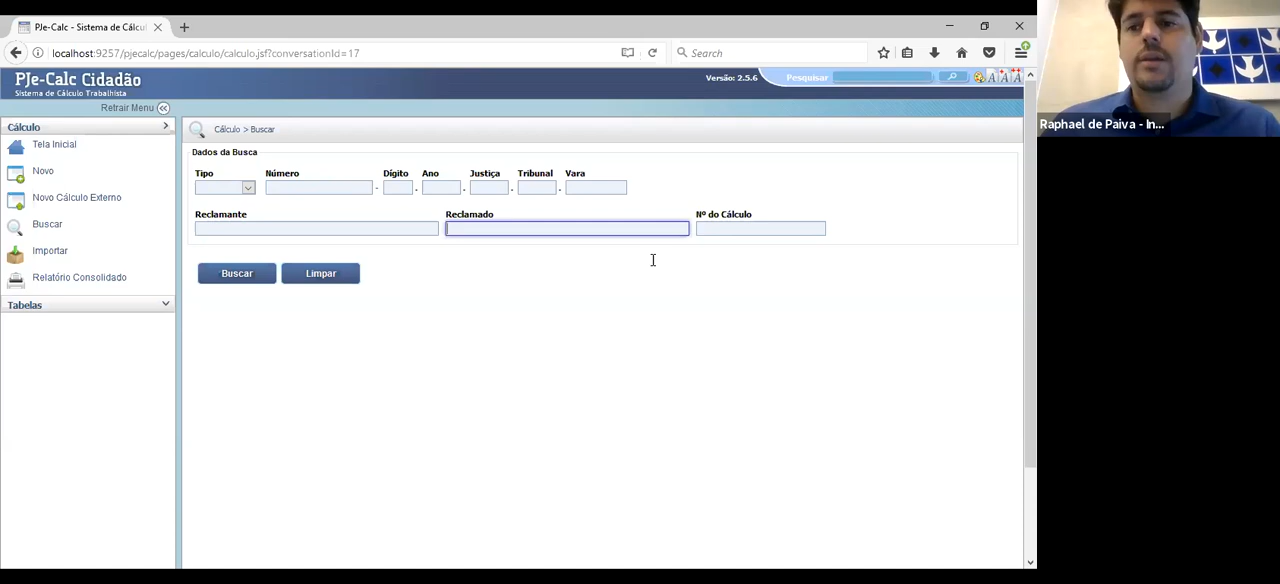 PJe-Calc - Sistema de Cálcu
localhost:9257/pjecalc/pages/calculo/calculo.jsf?conversationId=17
Search
PJe-Calc Cidadão
Sistema de Cálculo Trabalhista
Versão: 2.5.6
Pesquisar
A A A
Retrair Menu
Cálculo
Tela Inicial
Novo
Novo Cálculo Externo
Buscar
Importar
Relatório Consolidado
Tabelas
Cálculo > Buscar
Dados da Busca
Tipo Número Dígito Ano Justiça Tribunal Vara
- . . . .
Reclamante Reclamado Nº do Cálculo
Buscar Limpar
Raphael de Paiva - In...